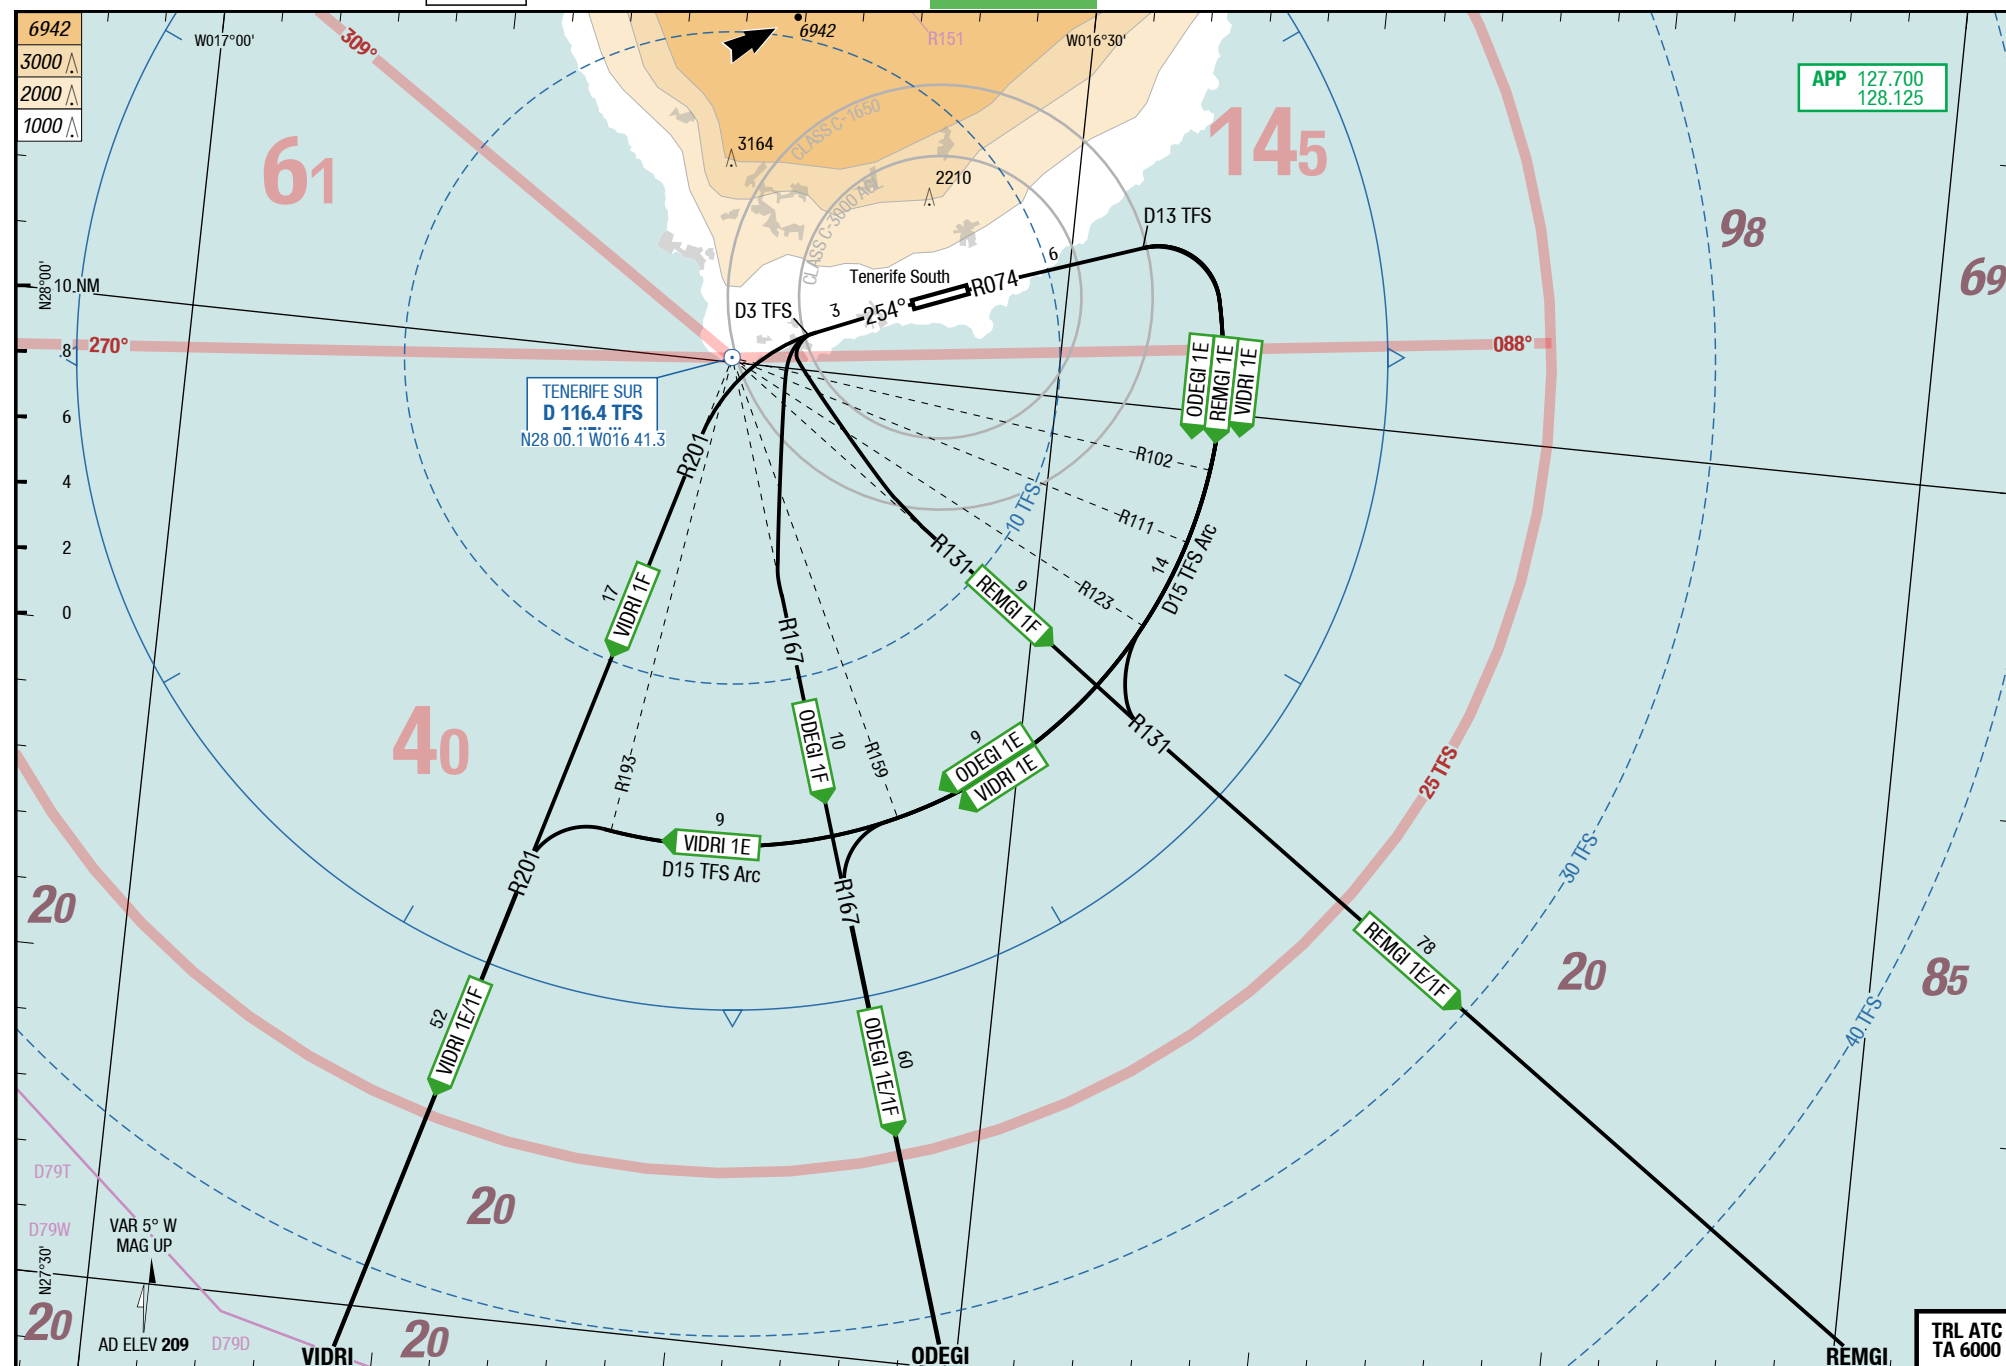 6942
3000
2000
1000
W017°00'
309°
6942
R151
W016°30'
APP 127.700
128.125
61
145
CLASS C-1650
3164
CLASS C-3000 AGL
2210
D13 TFS
98
69
N28°00'
10 NM
Tenerife South
R074
6
254°
3
D3 TFS
270°
088°
8
6
4
2
0
TENERIFE SUR
D 116.4 TFS
N28 00.1 W016 41.3
ODEGI 1E
REMGI 1E
VIDRI 1E
R201
R102
R111
R123
10 TFS
14
D15 TFS Arc
R131
9
REMGI 1F
17
VIDRI 1F
R167
ODEGI 1F
10
R159
R193
40
9
ODEGI 1E
VIDRI 1E
R131
25 TFS
9
VIDRI 1E
D15 TFS Arc
R201
R167
30 TFS
20
78
REMGI 1E/1F
20
85
52
VIDRI 1E/1F
ODEGI 1E/1F
60
40 TFS
D79T
D79W
VAR 5° W
MAG UP
20
N27°30'
20
AD ELEV 209
D79D
20
VIDRI
ODEGI
REMGI
TRL ATC
TA 6000